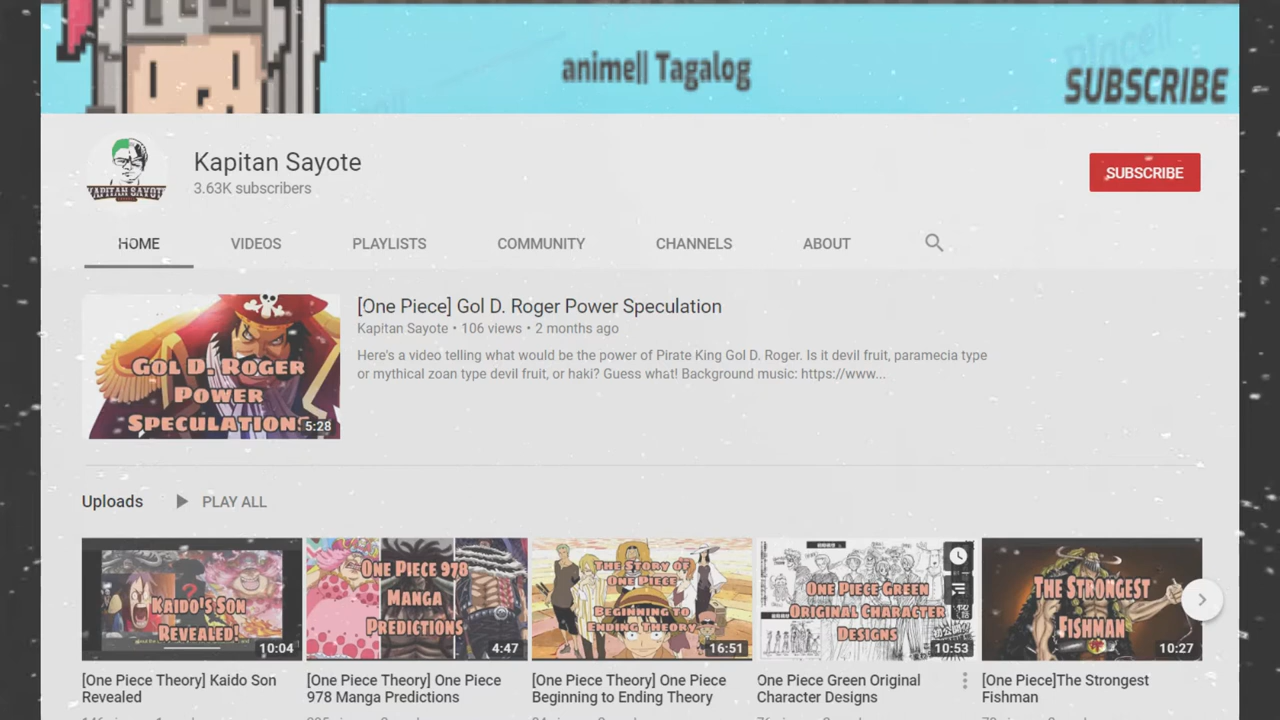 anime|| Tagalog
SUBSCRIBE
KAPITAN SAYOTE
Kapitan Sayote
3.63K subscribers
SUBSCRIBE
HOME
VIDEOS
PLAYLISTS
COMMUNITY
CHANNELS
ABOUT
GOL D. ROGER
POWER
SPECULATIONS
5:28
[One Piece] Gol D. Roger Power Speculation
Kapitan Sayote • 106 views • 2 months ago
Here's a video telling what would be the power of Pirate King Gol D. Roger. Is it devil fruit, paramecia type
or mythical zoan type devil fruit, or haki? Guess what! Background music: https://www...
Uploads
PLAY ALL
KAIDO'S SON
REVEALED!
10:04
ONE PIECE 978
MANGA
PREDICTIONS
4:47
THE STORY OF
ONE PIECE
BEGINNING TO
ENDING THEORY
16:51
ONE PIECE GREEN
ORIGINAL CHARACTER
DESIGNS
10:53
THE STRONGEST
FISHMAN
10:27
[One Piece Theory] Kaido Son
Revealed
[One Piece Theory] One Piece
978 Manga Predictions
[One Piece Theory] One Piece
Beginning to Ending Theory
One Piece Green Original
Character Designs
[One Piece]The Strongest
Fishman